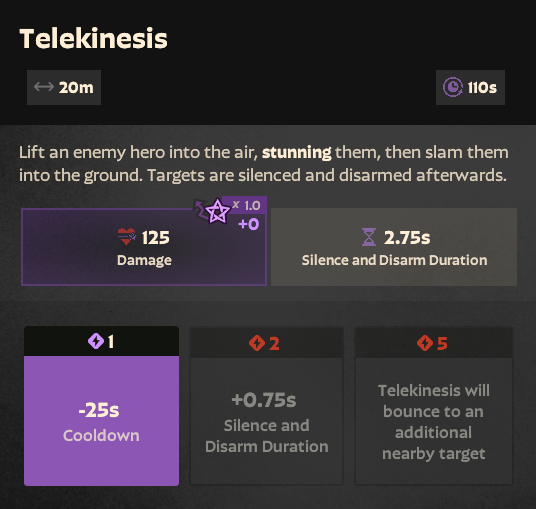 Telekinesis
20m
110s
Lift an enemy hero into the air, stunning them, then slam them
into the ground. Targets are silenced and disarmed afterwards.
x 1.0
+0
125
Damage
2.75s
Silence and Disarm Duration
1
-25s
Cooldown
2
+0.75s
Silence and
Disarm Duration
5
Telekinesis will
bounce to an
additional
nearby target